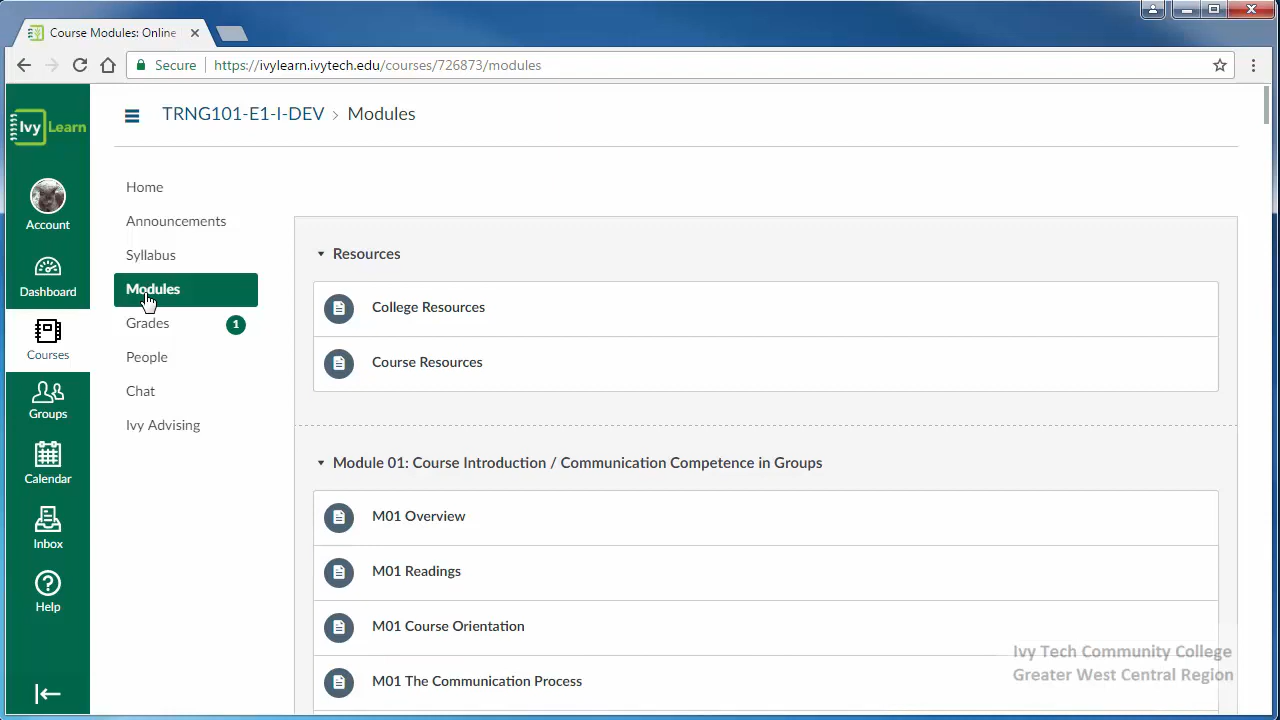 Course Modules: Online
Secure
https://ivylearn.ivytech.edu/courses/726873/modules
Ivy Learn
TRNG101-E1-I-DEV > Modules
Account
Dashboard
Courses
Groups
Calendar
Inbox
Help
Home
Announcements
Syllabus
Modules
Grades 1
People
Chat
Ivy Advising
Resources
College Resources
Course Resources
Module 01: Course Introduction / Communication Competence in Groups
M01 Overview
M01 Readings
M01 Course Orientation
M01 The Communication Process
Ivy Tech Community College
Greater West Central Region